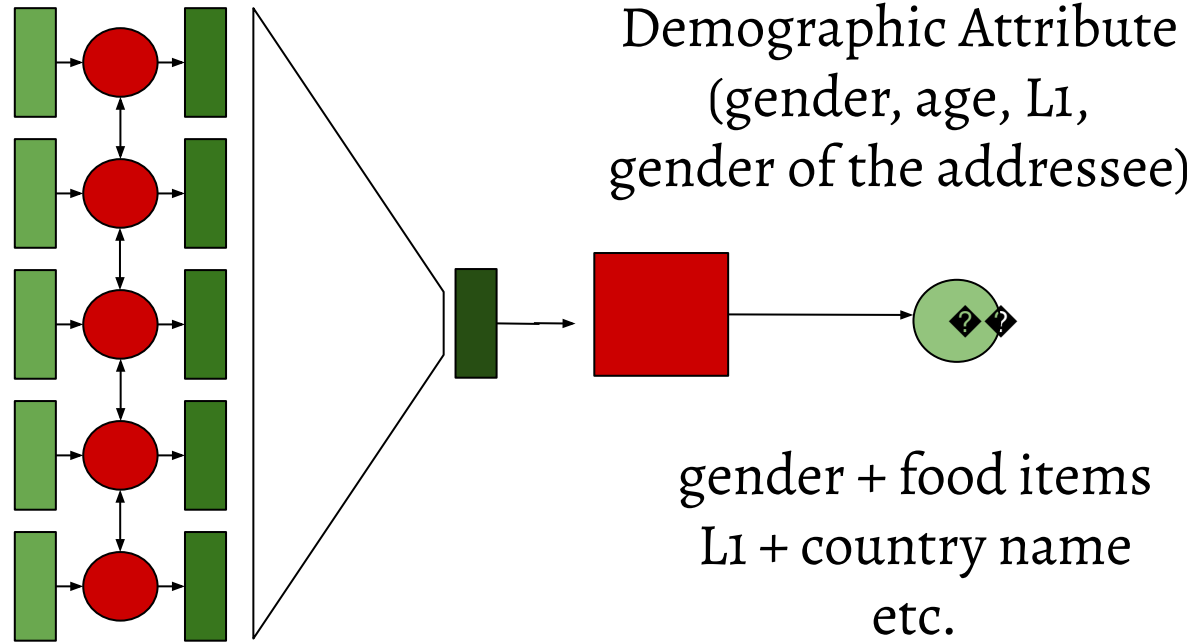 Demographic Attribute
(gender, age, L1,
gender of the addressee)
��
gender + food items
L1 + country name
etc.